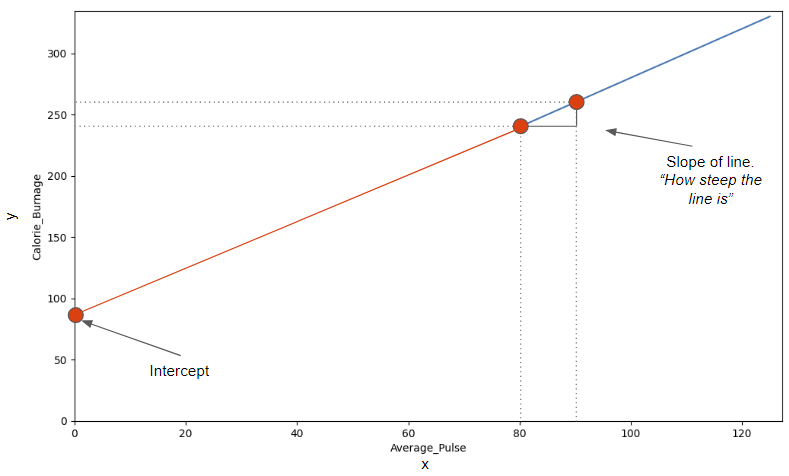 300
250
200
150
100
50
0
y
Calorie_Burnage
Slope of line.
“How steep the
line is”
Intercept
0 20 40 60 80 100 120
Average_Pulse
x